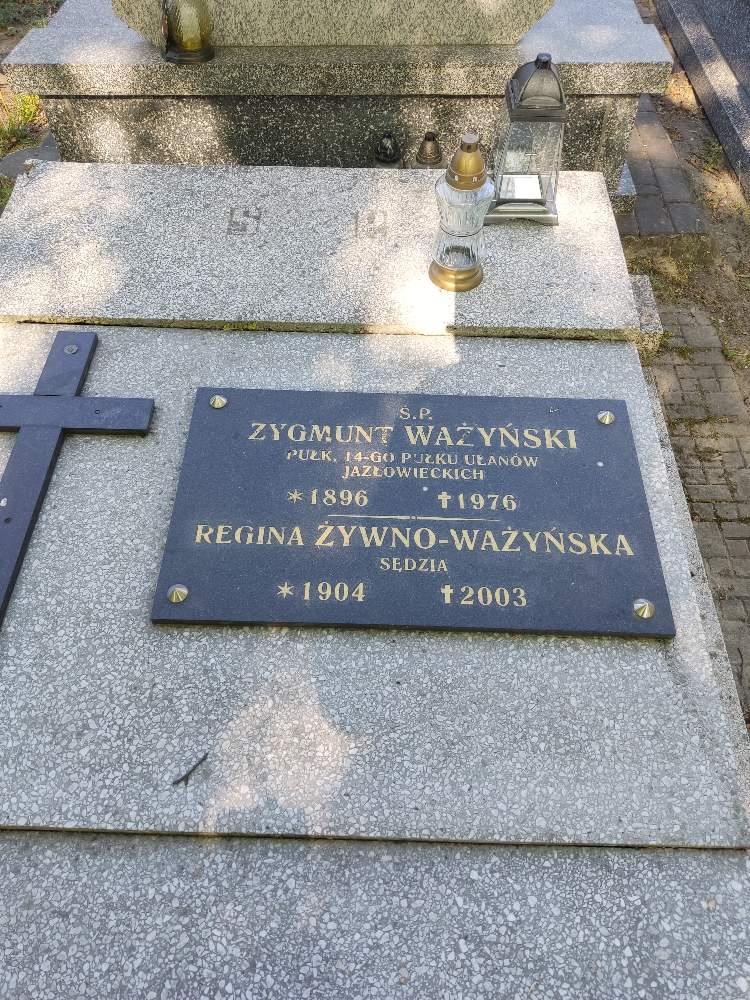 Ś.P.
ZYGMUNT WAŻYŃSKI
PUŁK. 14-GO PUŁKU UŁANÓW
JAZŁOWIECKICH
*1896 †1976
REGINA ŻYWNO-WAŻYŃSKA
SĘDZIA
*1904 †2003